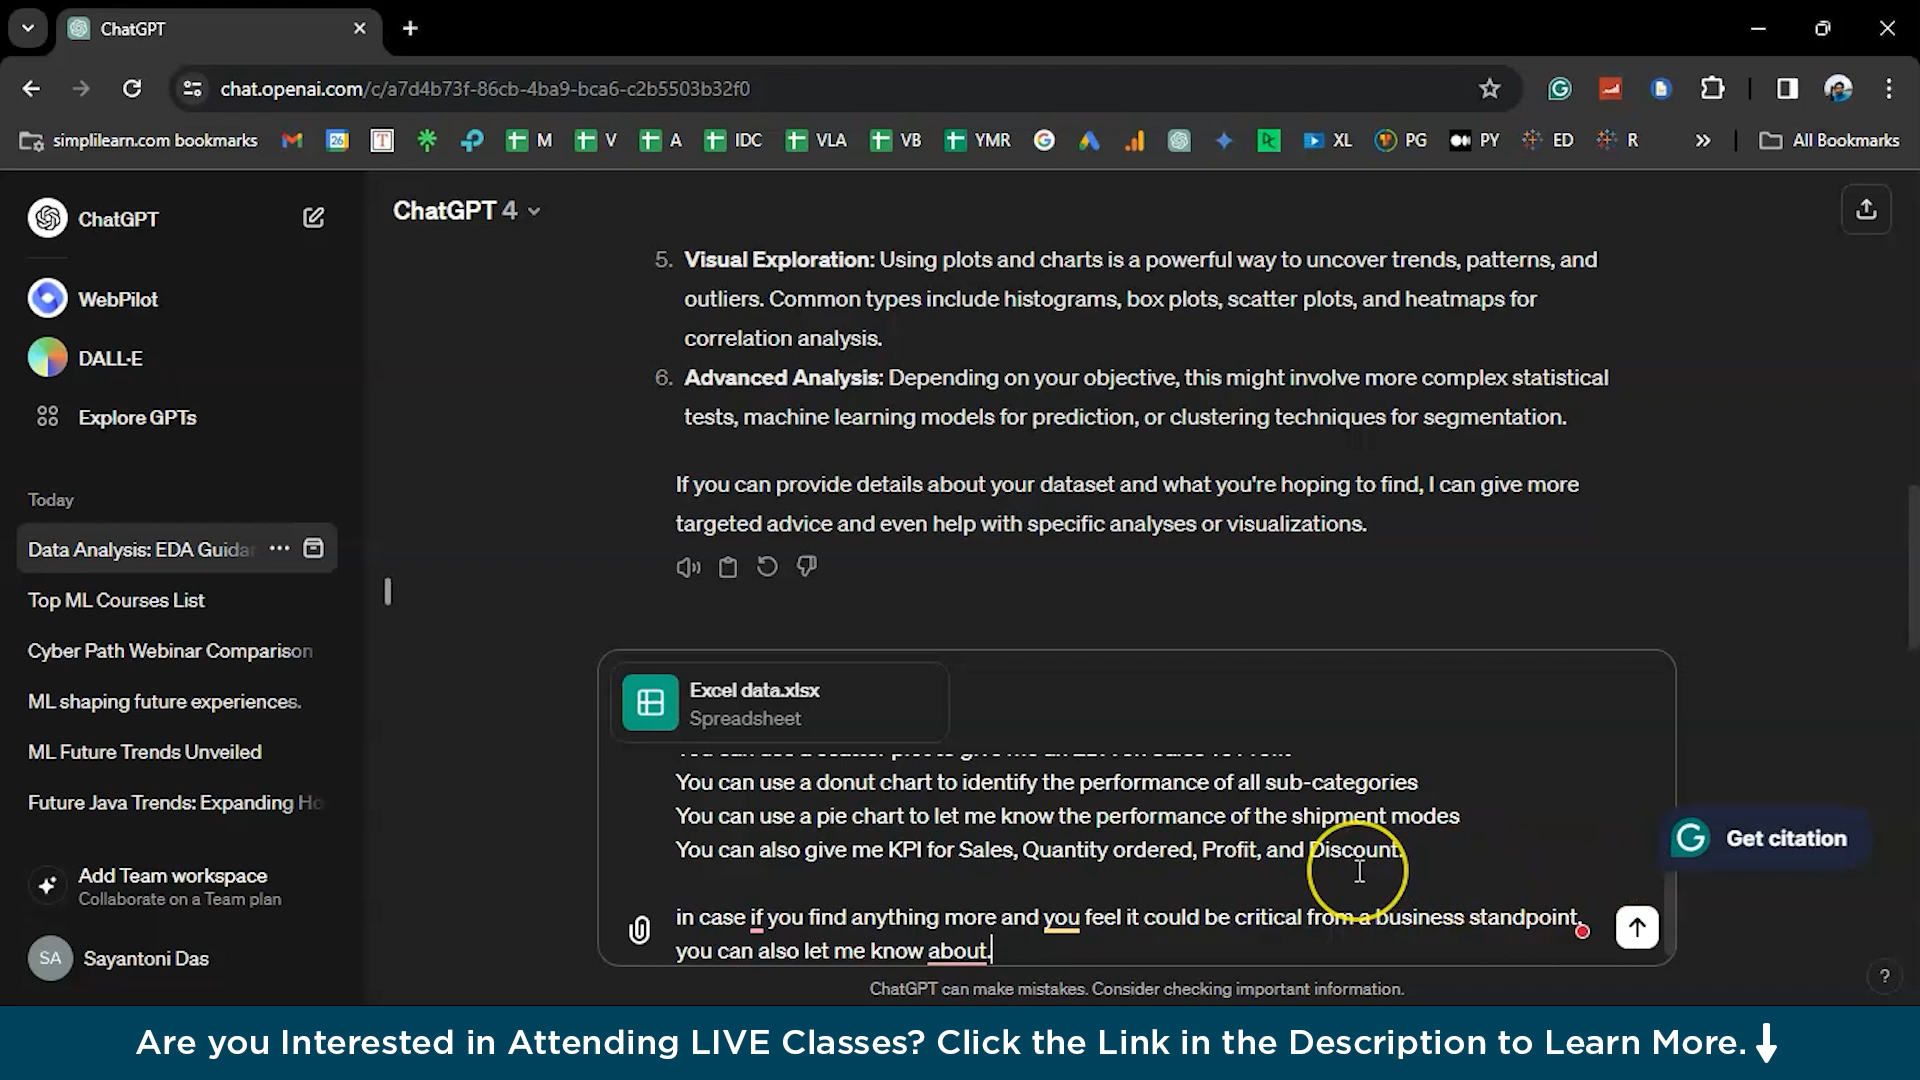 ChatGPT
chat.openai.com/c/a7d4b73f-86cb-4ba9-bca6-c2b5503b32f0
simplilearn.com bookmarks
M
V
A
IDC
VLA
VB
YMR
XL
PG
PY
ED
R
All Bookmarks
ChatGPT
WebPilot
DALL·E
Explore GPTs
Today
Data Analysis: EDA Guidan
Top ML Courses List
Cyber Path Webinar Comparison
ML shaping future experiences.
ML Future Trends Unveiled
Future Java Trends: Expanding Ho
Add Team workspace
Collaborate on a Team plan
SA
Sayantoni Das
ChatGPT 4
5. Visual Exploration: Using plots and charts is a powerful way to uncover trends, patterns, and
outliers. Common types include histograms, box plots, scatter plots, and heatmaps for
correlation analysis.
6. Advanced Analysis: Depending on your objective, this might involve more complex statistical
tests, machine learning models for prediction, or clustering techniques for segmentation.
If you can provide details about your dataset and what you're hoping to find, I can give more
targeted advice and even help with specific analyses or visualizations.
Excel data.xlsx
Spreadsheet
You can use a donut chart to identify the performance of all sub-categories
You can use a pie chart to let me know the performance of the shipment modes
You can also give me KPI for Sales, Quantity ordered, Profit, and Discount.
in case if you find anything more and you feel it could be critical from a business standpoint,
you can also let me know about.
Get citation
ChatGPT can make mistakes. Consider checking important information.
?
Are you Interested in Attending LIVE Classes? Click the Link in the Description to Learn More.